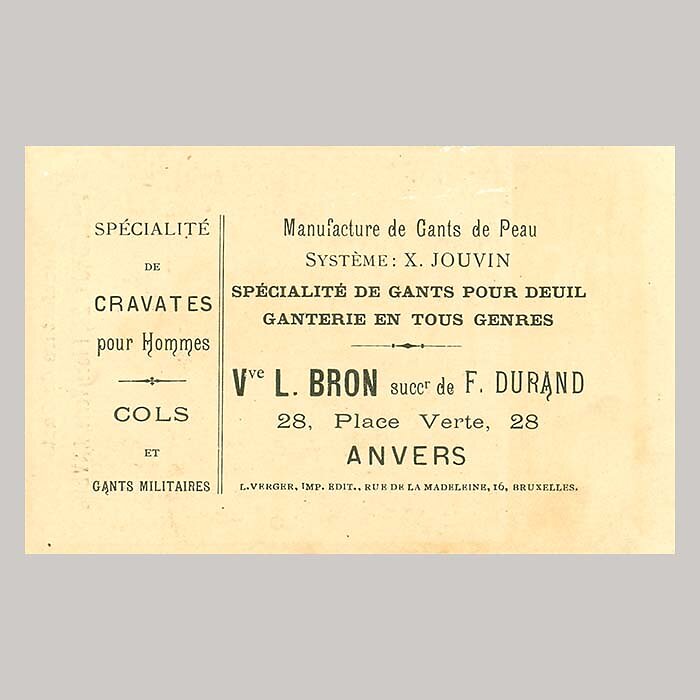 SPÉCIALITÉ
DE
CRAVATES
pour Hommes
COLS
ET
GANTS MILITAIRES
Manufacture de Gants de Peau
SYSTÈME: X. JOUVIN
SPÉCIALITÉ DE GANTS POUR DEUIL
GANTERIE EN TOUS GENRES
Vve L. BRON succr de F. DURAND
28, Place Verte, 28
ANVERS
L. VERGER, IMP. EDIT., RUE DE LA MADELEINE, 16, BRUXELLES.